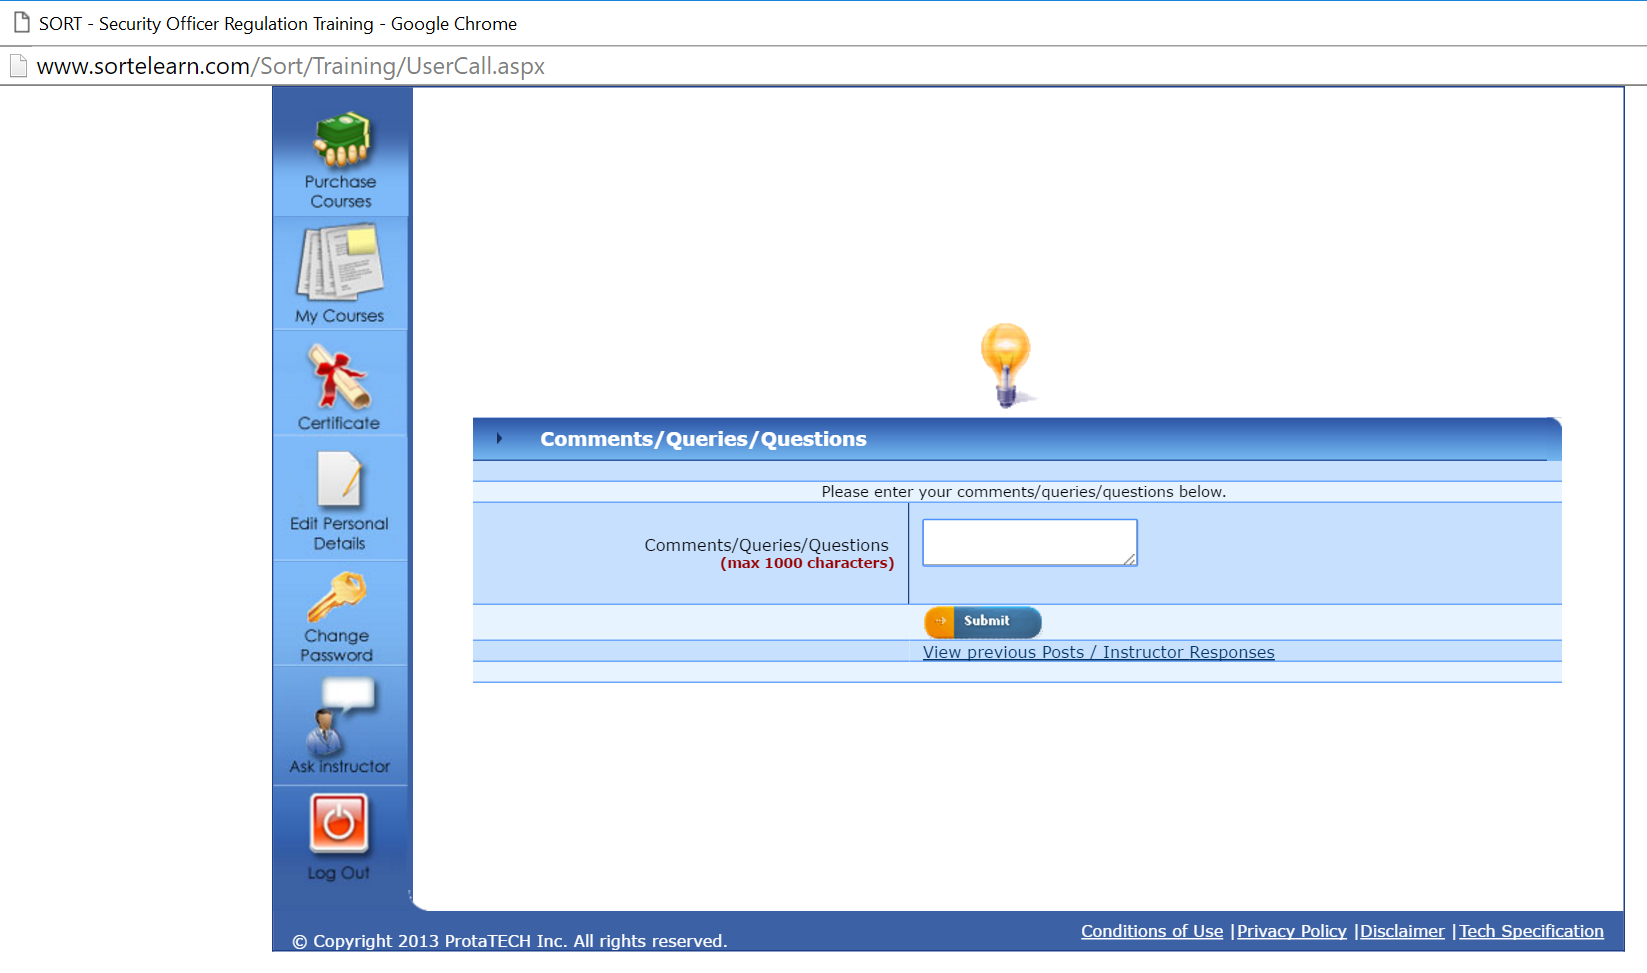 SORT - Security Officer Regulation Training - Google Chrome
www.sortelearn.com/Sort/Training/UserCall.aspx
Purchase
Courses
My Courses
Certificate
Edit Personal
Details
Change
Password
Ask instructor
Log Out
Comments/Queries/Questions
Please enter your comments/queries/questions below.
Comments/Queries/Questions
(max 1000 characters)
Submit
View previous Posts / Instructor Responses
© Copyright 2013 ProtaTECH Inc. All rights reserved.
Conditions of Use |Privacy Policy |Disclaimer |Tech Specification